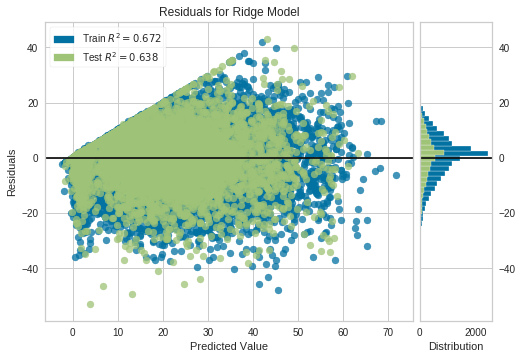 Residuals for Ridge Model
Train R² = 0.672
Test R² = 0.638
40
20
0
−20
−40
Residuals
0 10 20 30 40 50 60 70
Predicted Value
40
20
0
−20
−40
0 2000
Distribution